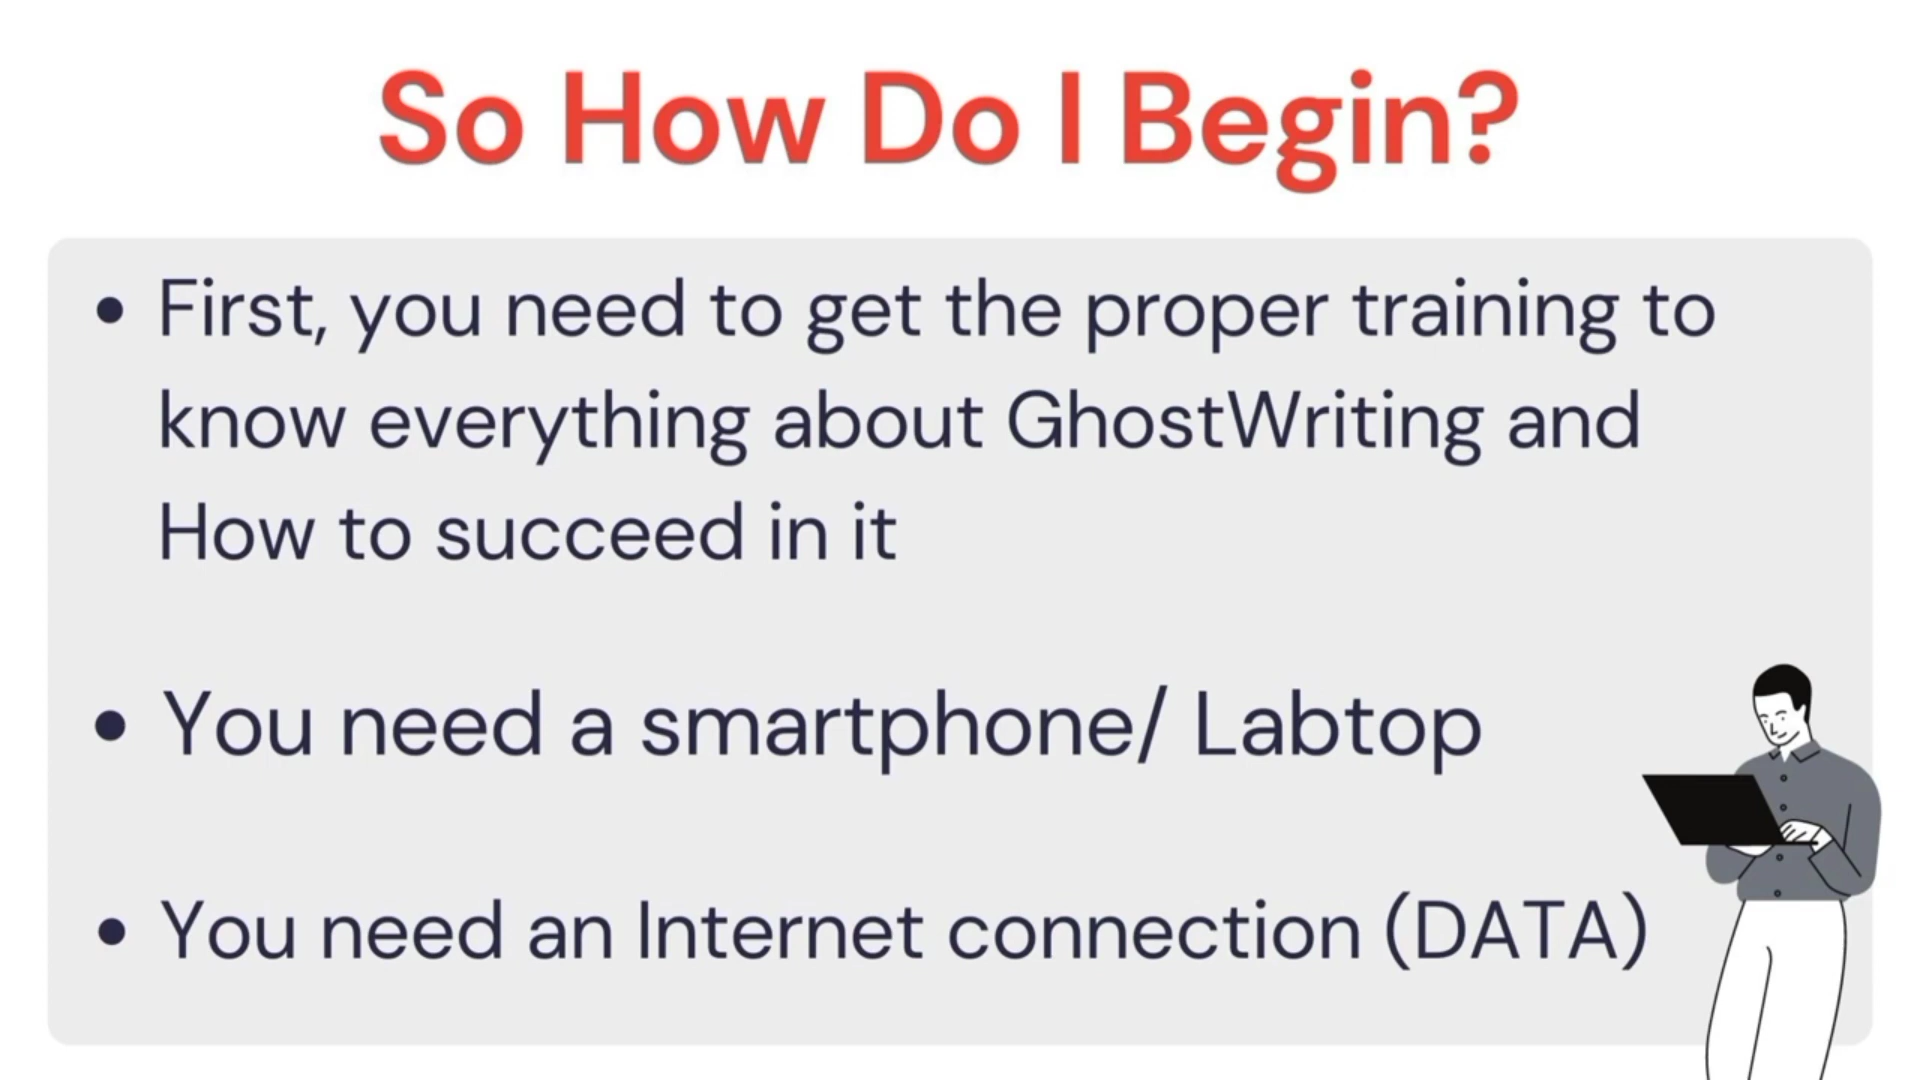 So How Do I Begin?
• First, you need to get the proper training to
know everything about GhostWriting and
How to succeed in it
• You need a smartphone/ Labtop
• You need an Internet connection (DATA)